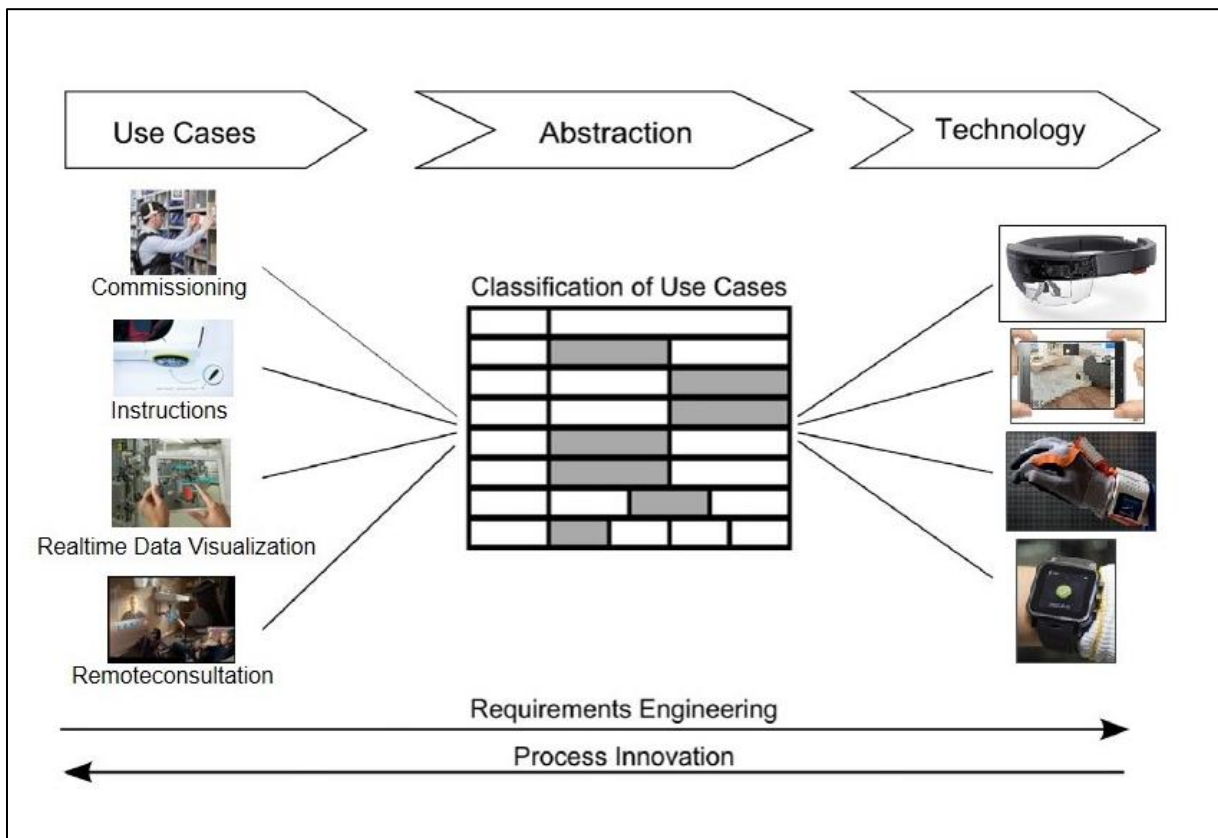 Use Cases
Abstraction
Technology
Commissioning
Instructions
Realtime Data Visualization
Remoteconsultation
Classification of Use Cases
Requirements Engineering
Process Innovation